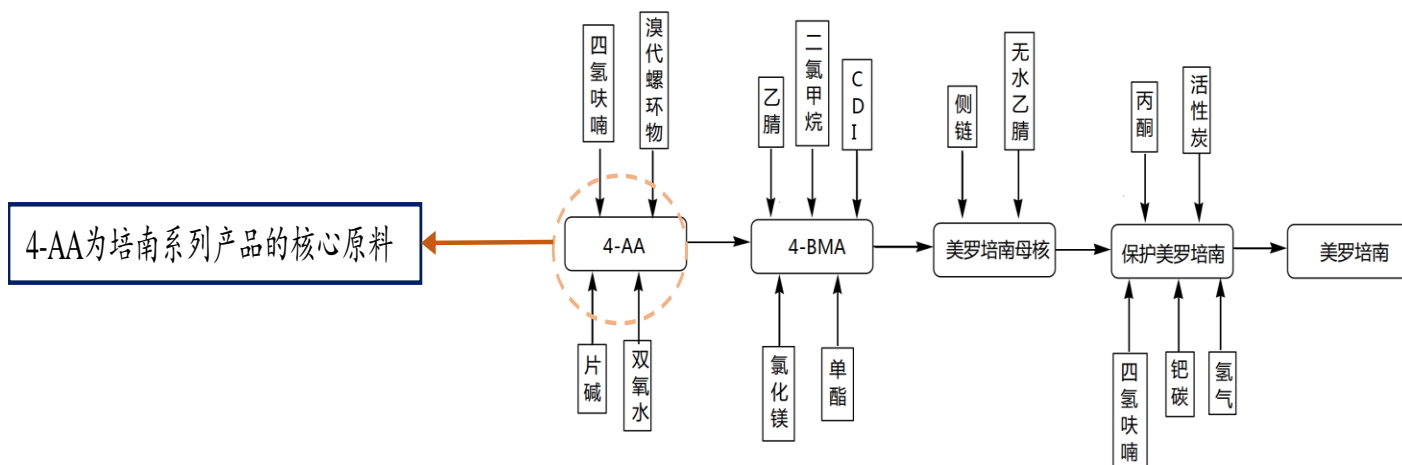 四氢呋喃
溴代螺环物
乙腈
二氯甲烷
CDI
侧链
无水乙腈
丙酮
活性炭
4-AA为培南系列产品的核心原料
4-AA
4-BMA
美罗培南母核
保护美罗培南
美罗培南
片碱
双氧水
氯化镁
单酯
四氢呋喃
钯碳
氢气